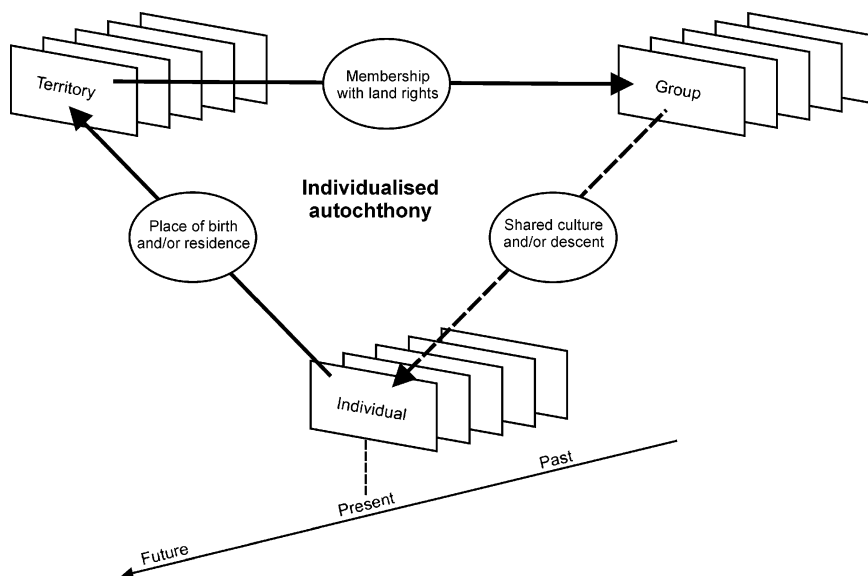 Territory
Membership
with land rights
Group
Individualised
autochthony
Place of birth
and/or residence
Shared culture
and/or descent
Individual
Past
Present
Future